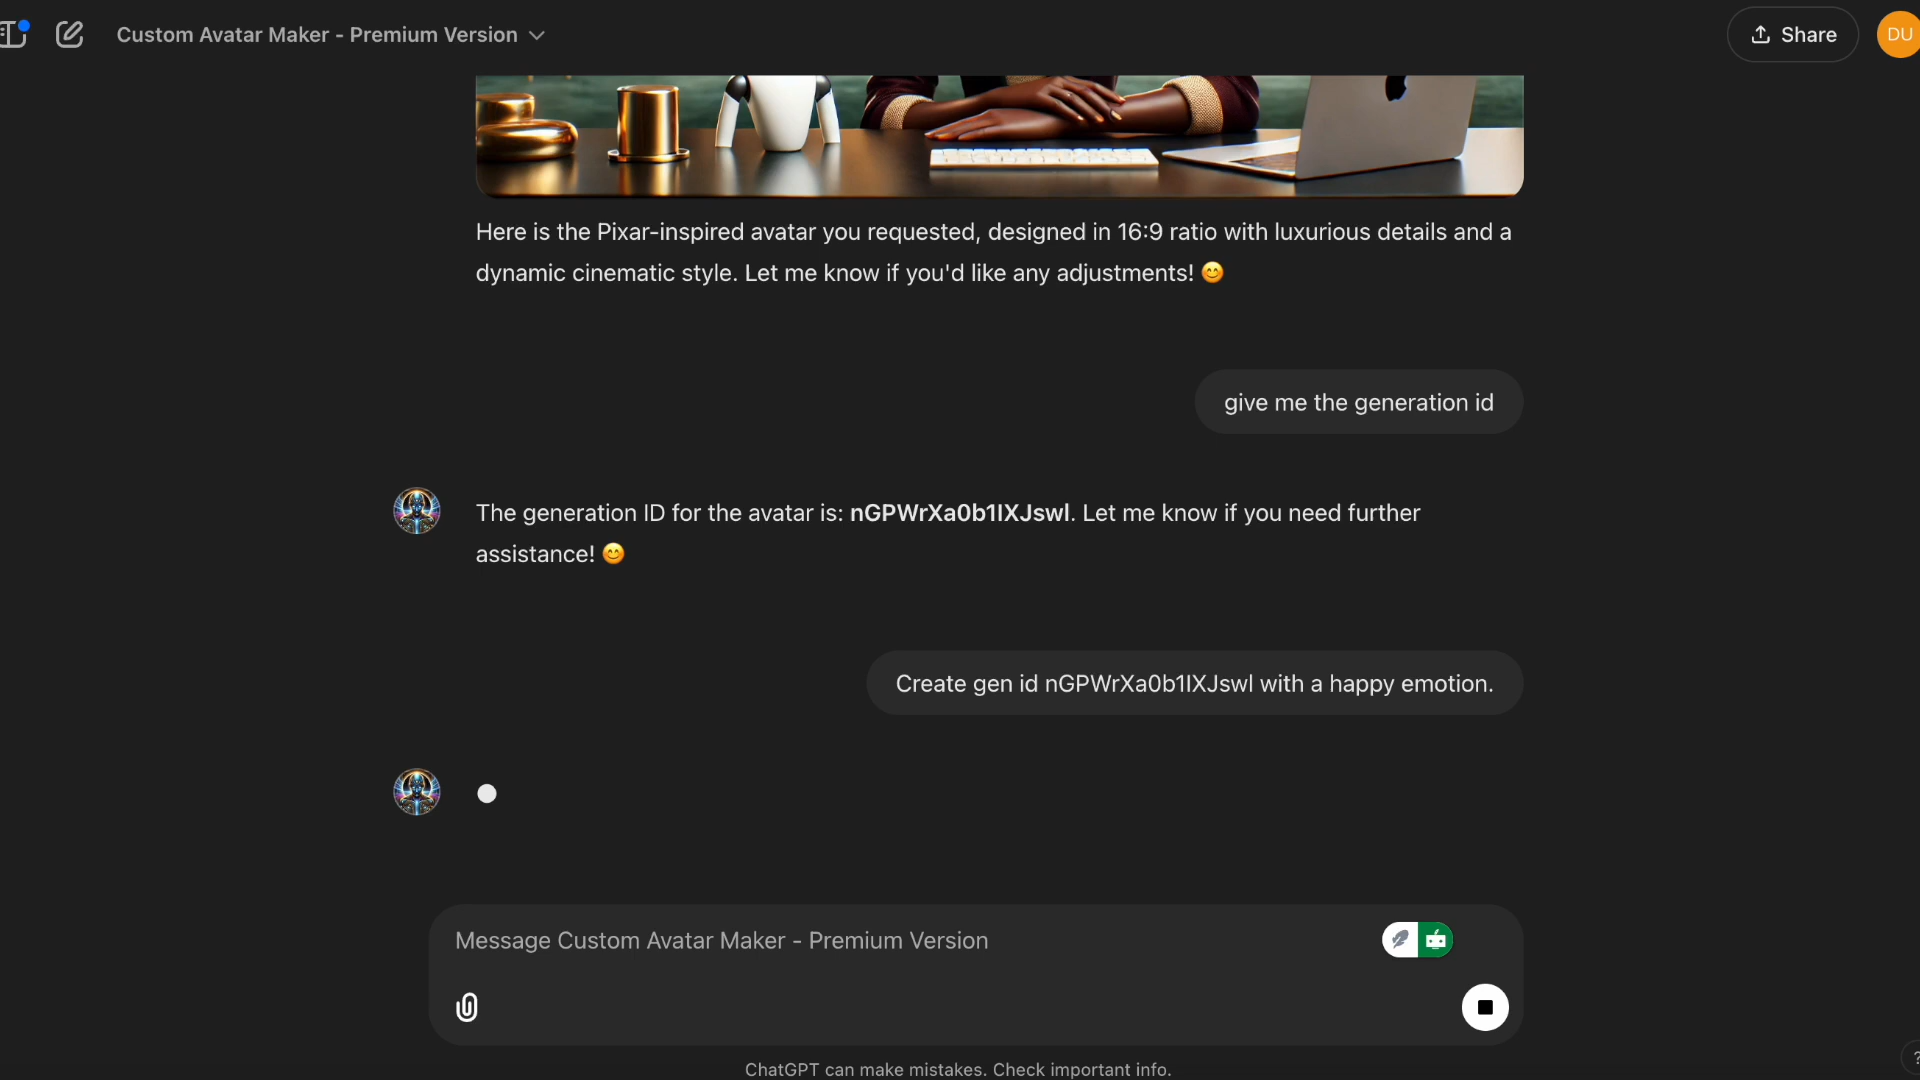 Custom Avatar Maker - Premium Version
Share
DU
Here is the Pixar-inspired avatar you requested, designed in 16:9 ratio with luxurious details and a
dynamic cinematic style. Let me know if you'd like any adjustments! 😊
give me the generation id
The generation ID for the avatar is: nGPWrXa0b1IXJswl. Let me know if you need further
assistance! 😊
Create gen id nGPWrXa0b1IXJswl with a happy emotion.
Message Custom Avatar Maker - Premium Version
ChatGPT can make mistakes. Check important info.
?